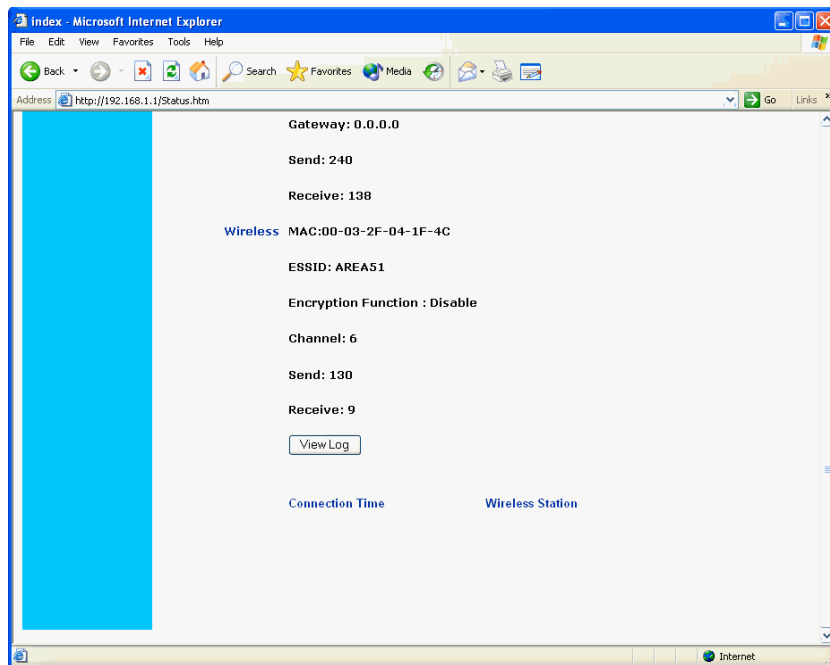 index - Microsoft Internet Explorer
File Edit View Favorites Tools Help
Back Search Favorites Media
Address http://192.168.1.1/Status.htm Go Links »
Gateway: 0.0.0.0
Send: 240
Receive: 138
Wireless MAC:00-03-2F-04-1F-4C
ESSID: AREA51
Encryption Function : Disable
Channel: 6
Send: 130
Receive: 9
View Log
Connection Time Wireless Station
Internet